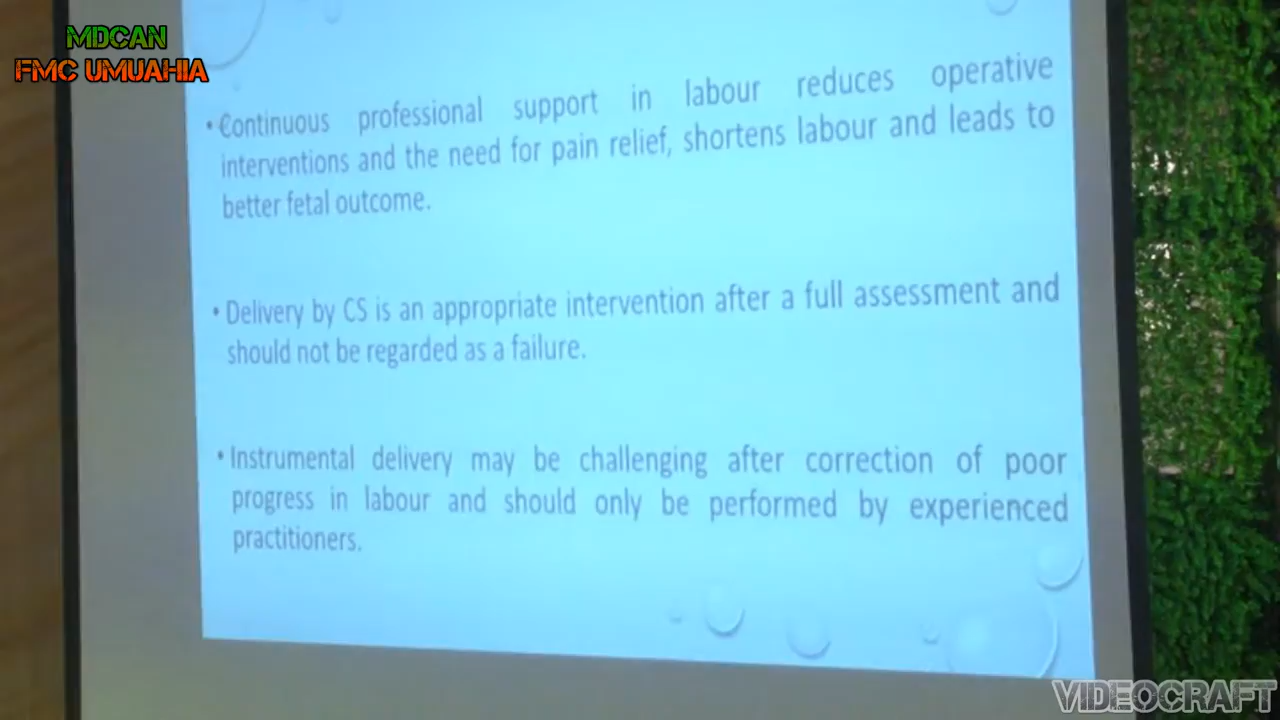 MDCAN
FMC UMUAHIA
• Continuous professional support in labour reduces operative
interventions and the need for pain relief, shortens labour and leads to
better fetal outcome.
• Delivery by CS is an appropriate intervention after a full assessment and
should not be regarded as a failure.
• Instrumental delivery may be challenging after correction of poor
progress in labour and should only be performed by experienced
practitioners.
VIDEOCRAFT